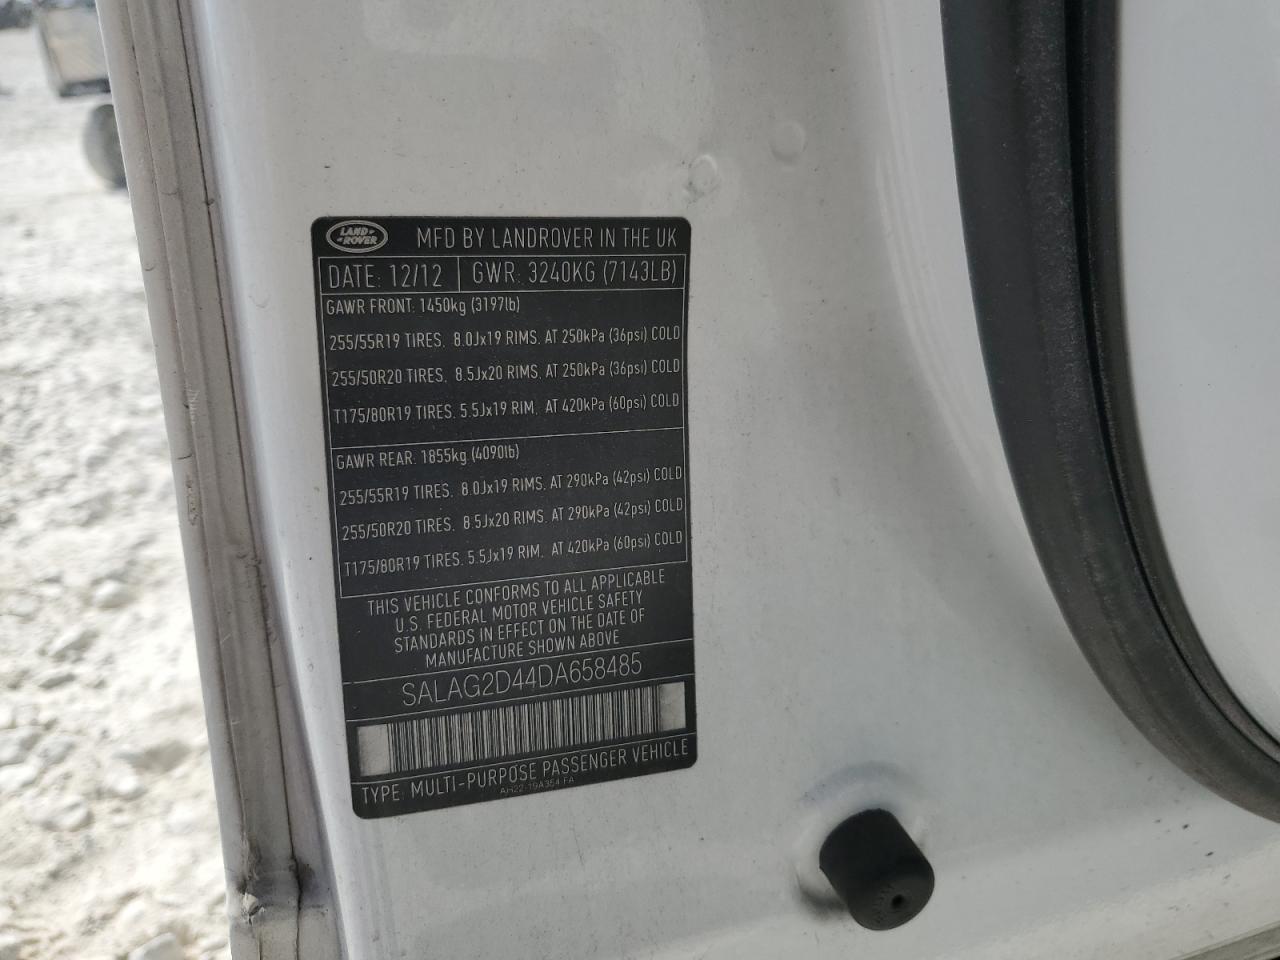 LAND-
-ROVER
MFD BY LANDROVER IN THE UK
DATE: 12/12 GWR: 3240KG (7143LB)
GAWR FRONT: 1450kg (3197lb)
255/55R19 TIRES. 8.0Jx19 RIMS. AT 250kPa (36psi) COLD
255/50R20 TIRES. 8.5Jx20 RIMS. AT 250kPa (36psi) COLD
T175/80R19 TIRES. 5.5Jx19 RIM. AT 420kPa (60psi) COLD
GAWR REAR: 1855kg (4090lb)
255/55R19 TIRES. 8.0Jx19 RIMS. AT 290kPa (42psi) COLD
255/50R20 TIRES. 8.5Jx20 RIMS. AT 290kPa (42psi) COLD
T175/80R19 TIRES. 5.5Jx19 RIM. AT 420kPa (60psi) COLD
THIS VEHICLE CONFORMS TO ALL APPLICABLE
U.S. FEDERAL MOTOR VEHICLE SAFETY
STANDARDS IN EFFECT ON THE DATE OF
MANUFACTURE SHOWN ABOVE
SALAG2D44DA658485
TYPE: MULTI-PURPOSE PASSENGER VEHICLE
AH22-19A354-FA